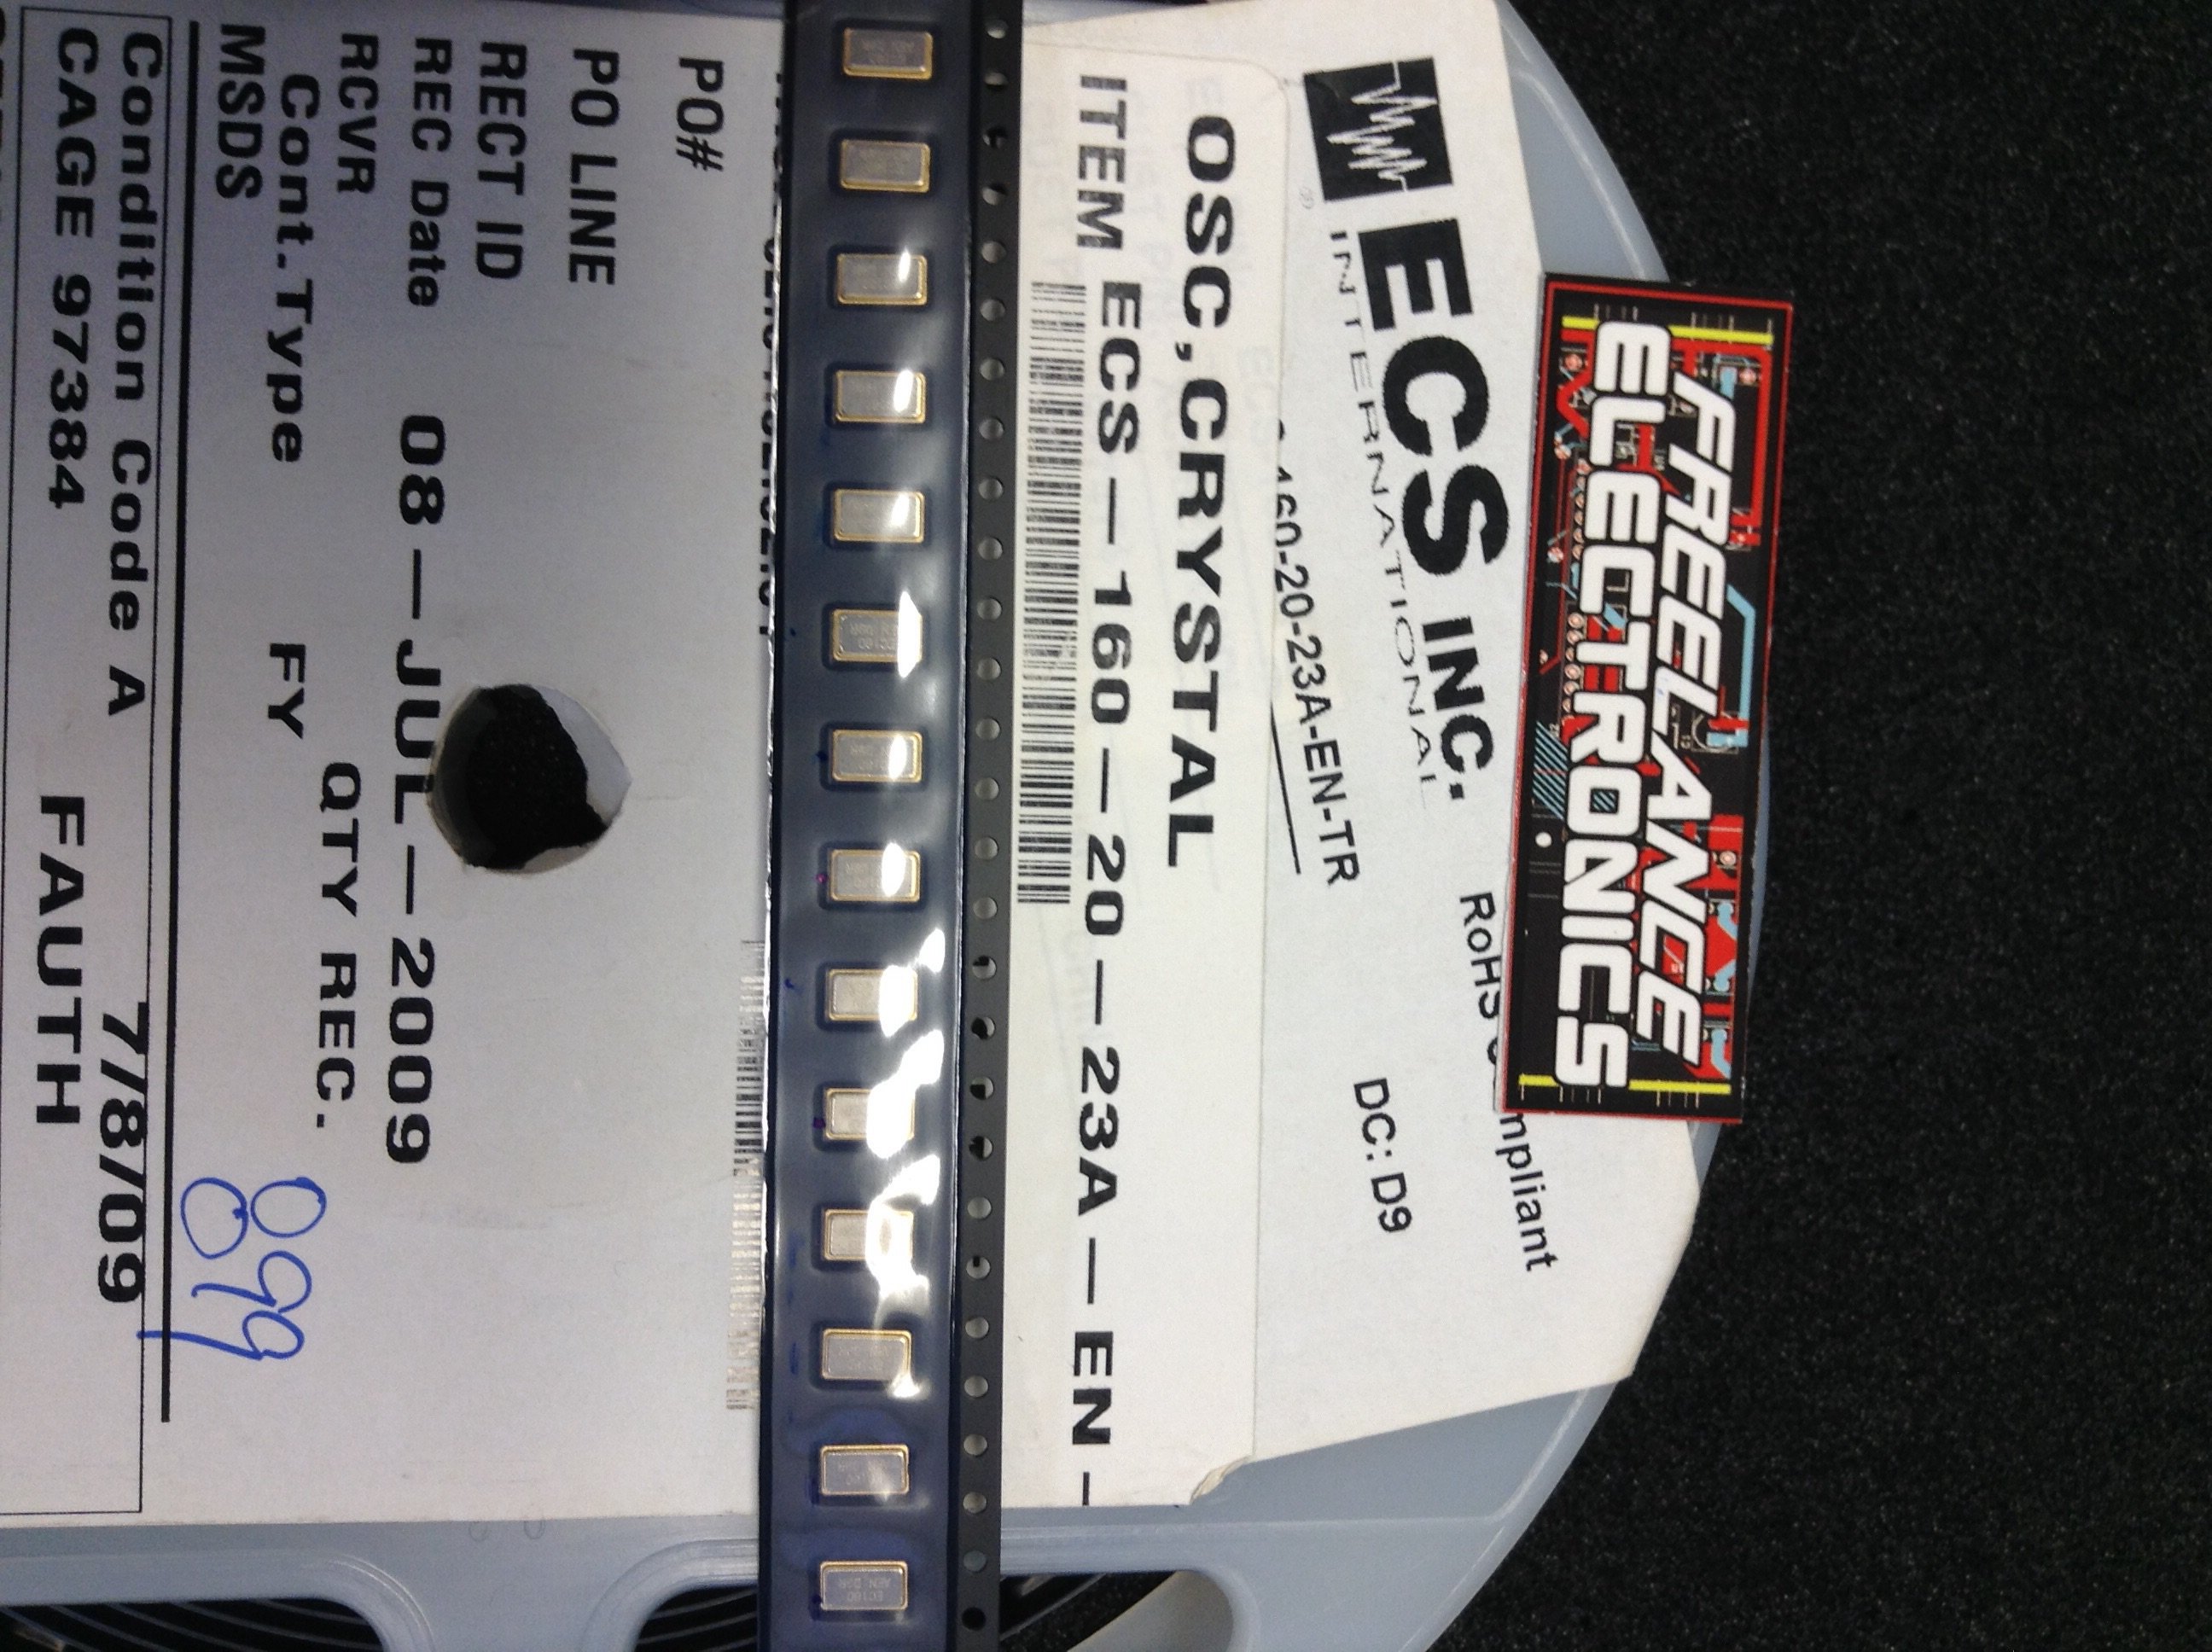 FREELANCE
ELECTRONICS
ECS INC.
INTERNATIONAL
RoHS
mpliant
160-20-23A-EN-TR
DC: D9
OSC,CRYSTAL
ITEM ECS-160-20-23A-EN-
PO#
PO LINE
RECT ID
REC Date 08-JUL-2009
RCVR QTY REC.
Cont.Type FY
MSDS
099
Condition Code A 7/8/09
CAGE 97384 FAUTH